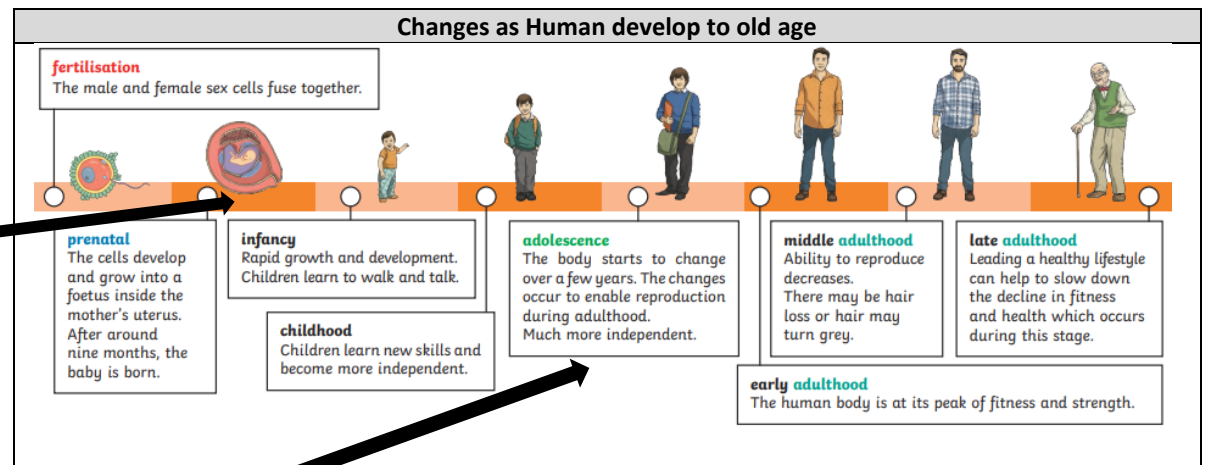 Changes as Human develop to old age
fertilisation
The male and female sex cells fuse together.
prenatal
The cells develop
and grow into a
foetus inside the
mother's uterus.
After around
nine months, the
baby is born.
infancy
Rapid growth and development.
Children learn to walk and talk.
childhood
Children learn new skills and
become more independent.
adolescence
The body starts to change
over a few years. The changes
occur to enable reproduction
during adulthood.
Much more independent.
middle adulthood
Ability to reproduce
decreases.
There may be hair
loss or hair may
turn grey.
late adulthood
Leading a healthy lifestyle
can help to slow down
the decline in fitness
and health which occurs
during this stage.
early adulthood
The human body is at its peak of fitness and strength.